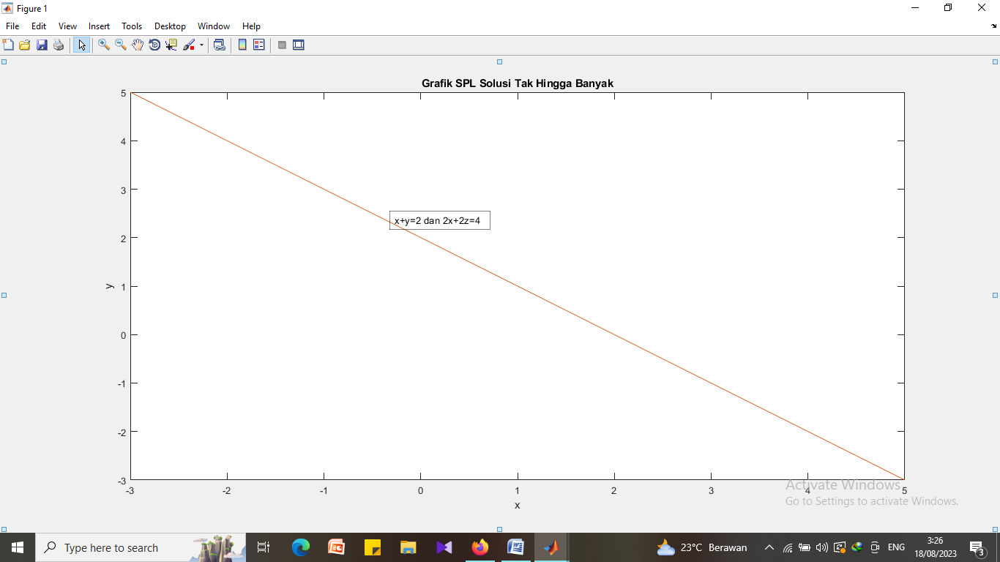 Figure 1
File Edit View Insert Tools Desktop Window Help
Grafik SPL Solusi Tak Hingga Banyak
5
4
3
2
1
0
-1
-2
-3
y
x+y=2 dan 2x+2z=4
-3 -2 -1 0 1 2 3 4 5
x
Activate Windows
Go to Settings to activate Windows.
Type here to search
23°C Berawan
ENG
3:26
18/08/2023
3